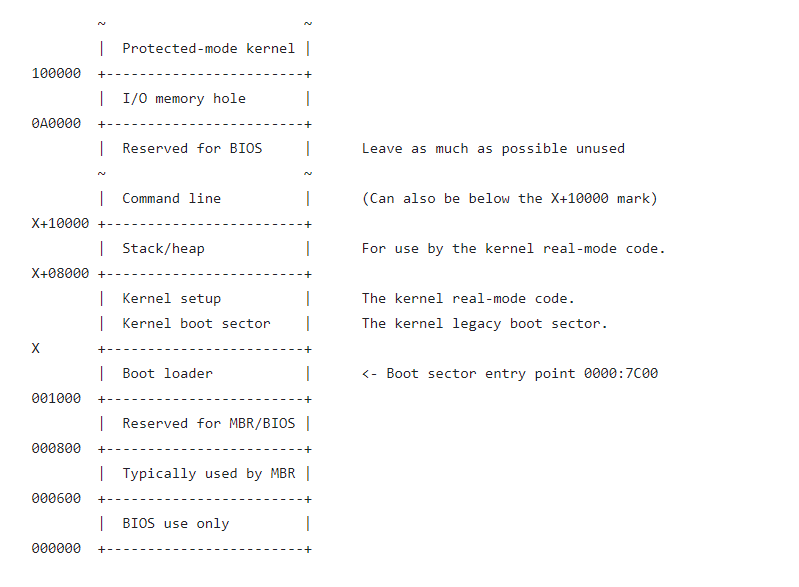 ~                        ~
        |  Protected-mode kernel |
100000  +------------------------+
        |  I/O memory hole       |
0A0000  +------------------------+
        |  Reserved for BIOS     |      Leave as much as possible unused
        ~                        ~
        |  Command line          |      (Can also be below the X+10000 mark)
X+10000 +------------------------+
        |  Stack/heap            |      For use by the kernel real-mode code.
X+08000 +------------------------+
        |  Kernel setup          |      The kernel real-mode code.
        |  Kernel boot sector    |      The kernel legacy boot sector.
X       +------------------------+
        |  Boot loader           |      <- Boot sector entry point 0000:7C00
001000  +------------------------+
        |  Reserved for MBR/BIOS |
000800  +------------------------+
        |  Typically used by MBR |
000600  +------------------------+
        |  BIOS use only         |
000000  +------------------------+